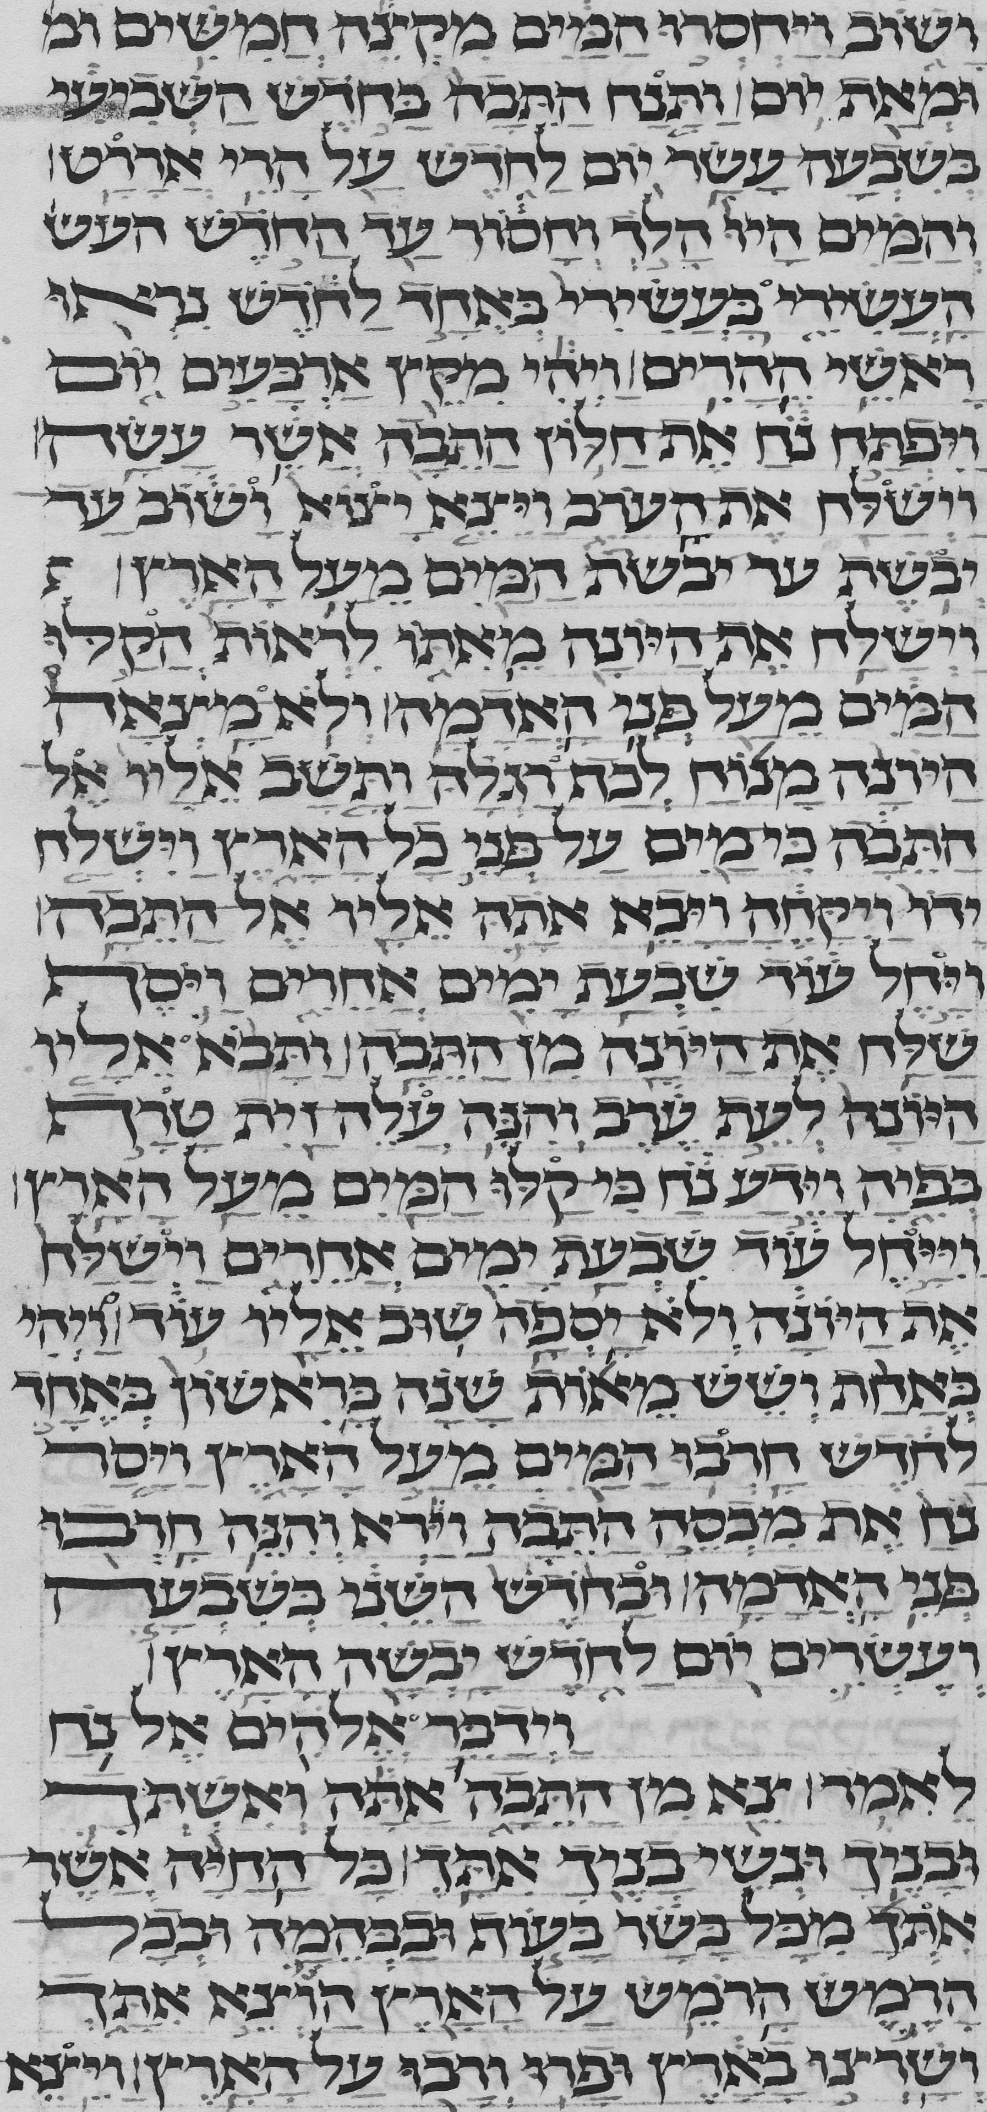 ושוב ויחסרו המים מקצה חמשים ומ
ומאת יום ותנח התבה בחדש השביעי
בשבעה עשר יום לחדש על הרי אררט
והמים היו הלך וחסור עד החדש העש
העשירי בעשירי באחד לחדש נראו
ראשי ההרים ויהי מקץ ארבעים יום
ויפתח נח את חלון התבה אשר עשה
וישלח את הערב ויצא יצוא ושוב עד
יבשת עד יבשת המים מעל הארץ
וישלח את היונה מאתו לראות הקלו
המים מעל פני האדמה ולא מצאה
היונה מנוח לכף רגלה ותשב אליו אל
התבה כי מים על פני כל הארץ וישלח
ידו ויקחה ויבא אתה אליו אל התבה
ויחל עוד שבעת ימים אחרים ויסף
שלח את היונה מן התבה ותבא אליו
היונה לעת ערב והנה עלה זית טרף
בפיה וידע נח כי קלו המים מעל הארץ
וייחל עוד שבעת ימים אחרים וישלח
את היונה ולא יספה שוב אליו עוד ויהי
באחת ושש מאות שנה בראשון באחד
לחדש חרבו המים מעל הארץ ויסר
נח את מכסה התבה וירא והנה חרבו
פני האדמה ובחדש השני בשבעה
ועשרים יום לחדש יבשה הארץ
וידבר אלהים אל נח
לאמר צא מן התבה אתה ואשתך
ובניך ונשי בניך אתך כל החיה אשר
אתך מכל בשר בעוף ובבהמה ובכל
הרמש הרמש על הארץ הוצא אתך
ושרצו בארץ ופרו ורבו על הארץ ויצא